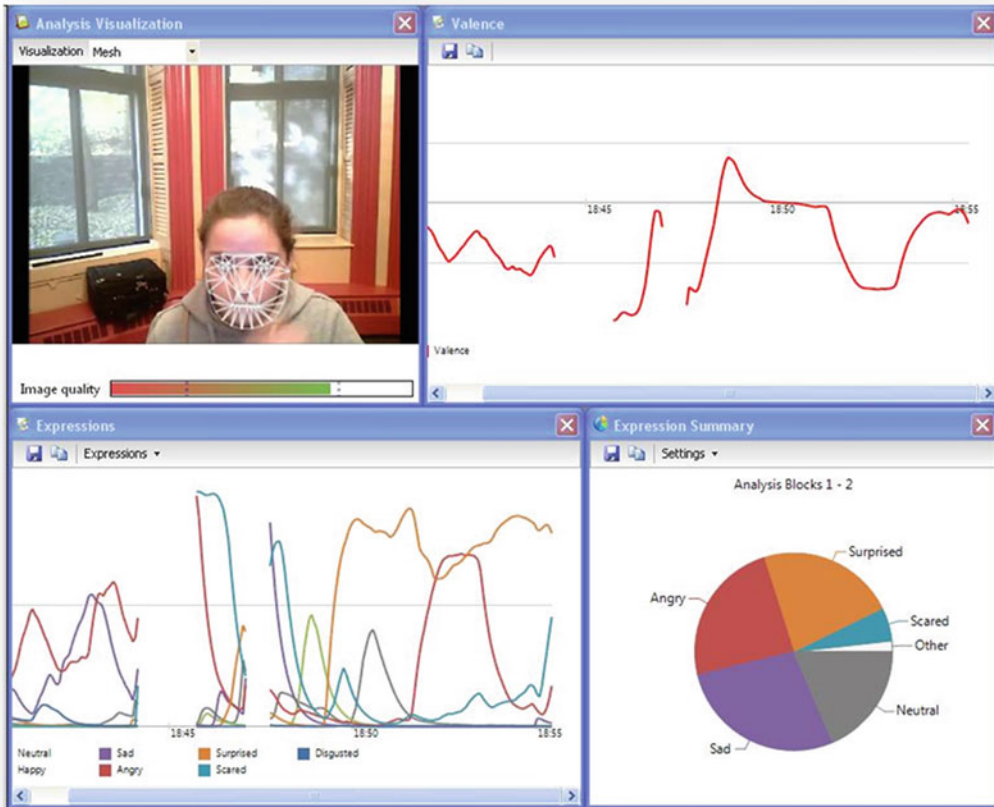 Analysis Visualization
Visualization Mesh
Image quality
Valence
18:45 18:50 18:55
Valence
Expressions
Expressions
18:45 18:50 18:55
Neutral Sad Surprised Disgusted
Happy Angry Scared
Expression Summary
Settings
Analysis Blocks 1 - 2
Surprised
Angry
Scared
Other
Neutral
Sad